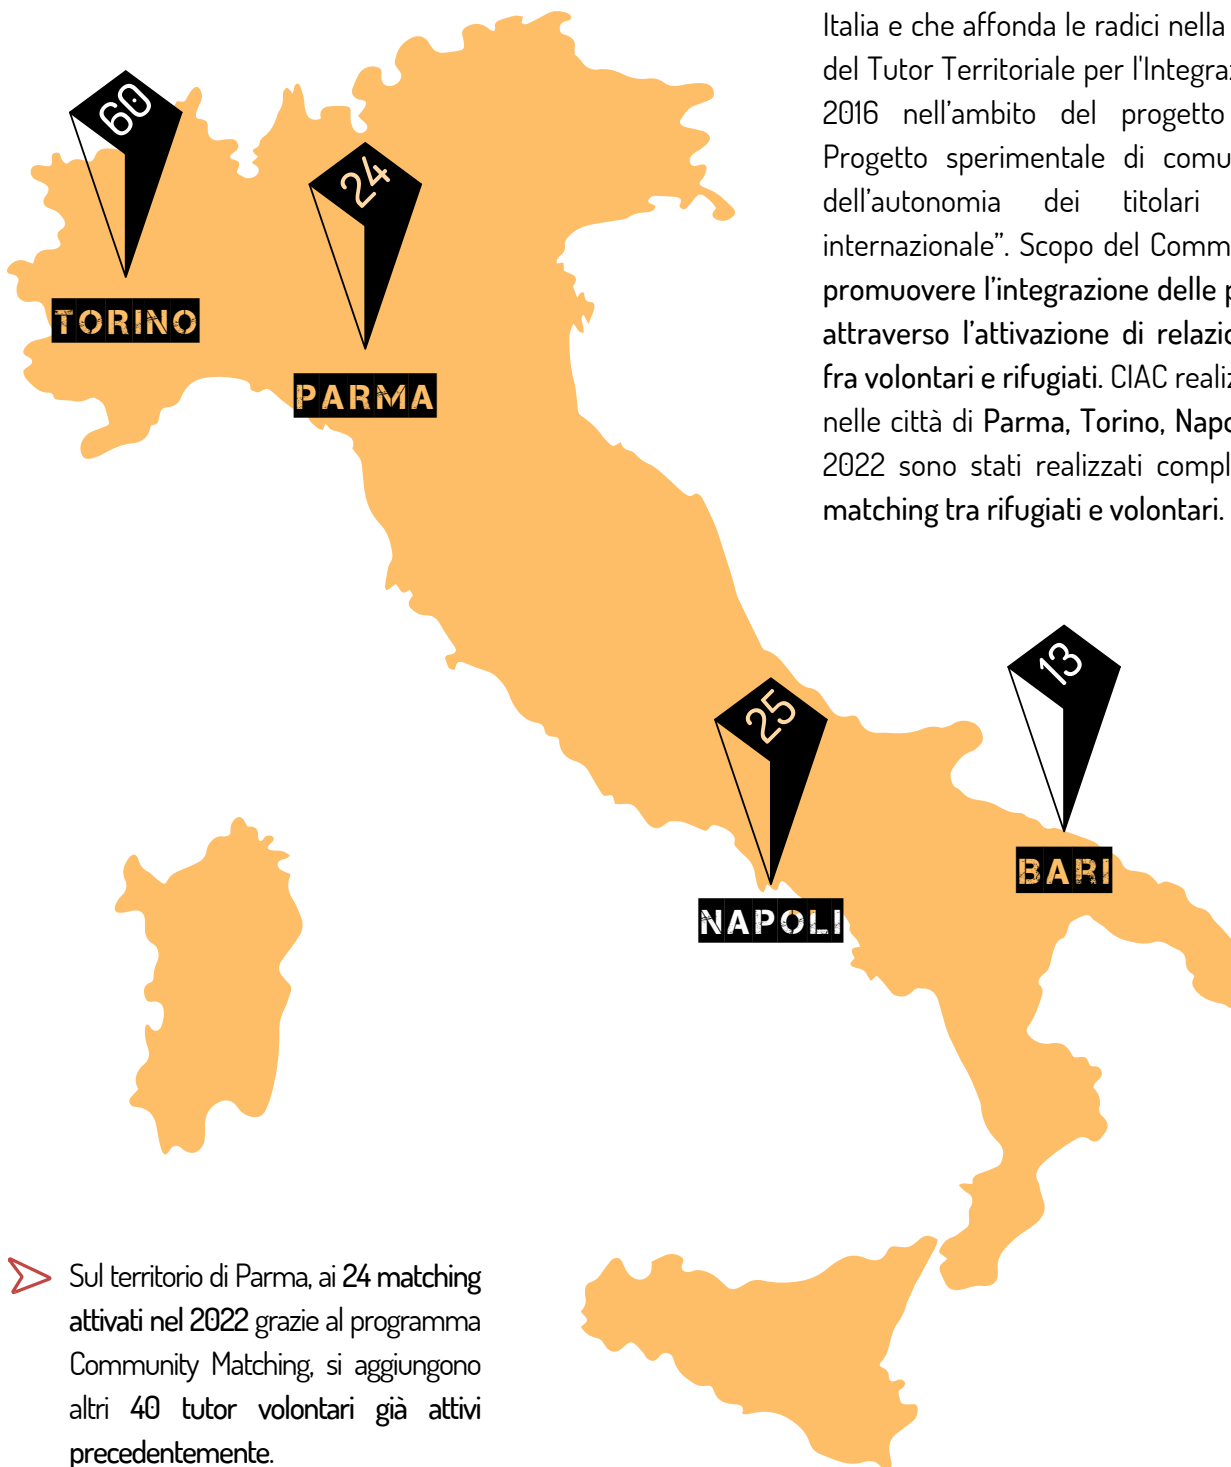 Italia e che affonda le radici nella
del Tutor Territoriale per l'Integra
2016 nell'ambito del progetto
Progetto sperimentale di comu
dell'autonomia dei titolari
internazionale”. Scopo del Comm
promuovere l'integrazione delle p
attraverso l'attivazione di relazio
fra volontari e rifugiati. CIAC realiz
nelle città di Parma, Torino, Napo
2022 sono stati realizzati compl
matching tra rifugiati e volontari.
60
TORINO
24
PARMA
13
BARI
25
NAPOLI
Sul territorio di Parma, ai 24 matching
attivati nel 2022 grazie al programma
Community Matching, si aggiungono
altri 40 tutor volontari già attivi
precedentemente.